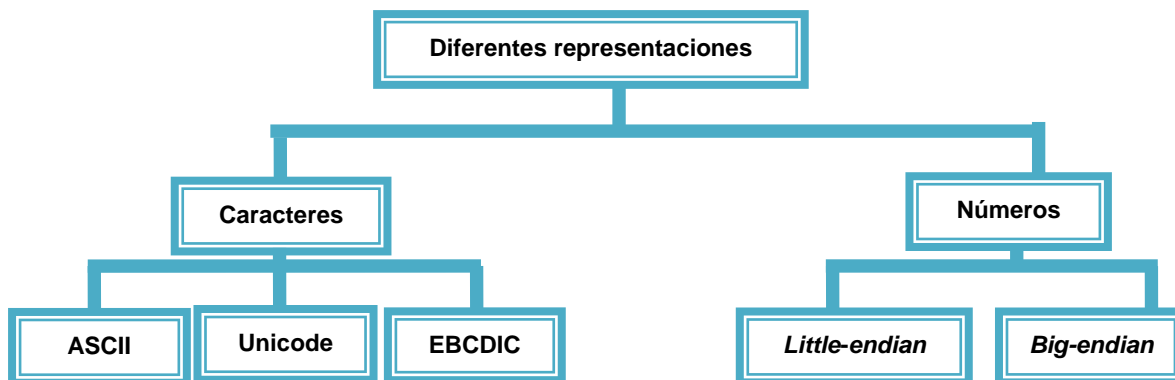 Diferentes representaciones
Caracteres
Números
ASCII
Unicode
EBCDIC
Little-endian
Big-endian